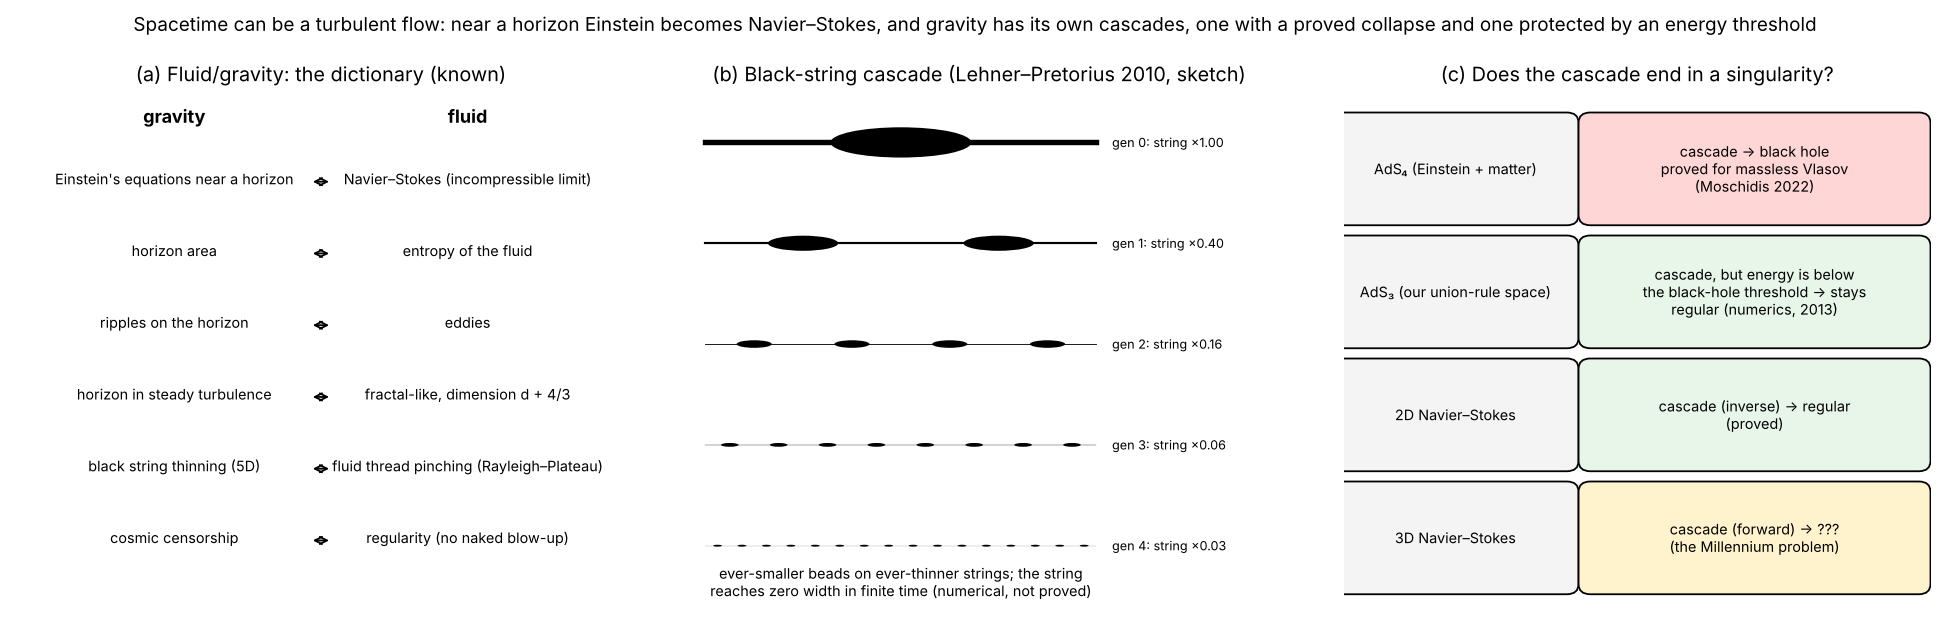 Spacetime can be a turbulent flow: near a horizon Einstein becomes Navier–Stokes, and gravity has its own cascades, one with a proved collapse and one protected by an energy threshold
(a) Fluid/gravity: the dictionary (known)
gravity
fluid
Einstein's equations near a horizon
Navier–Stokes (incompressible limit)
horizon area
entropy of the fluid
ripples on the horizon
eddies
horizon in steady turbulence
fractal-like, dimension d + 4/3
black string thinning (5D)
fluid thread pinching (Rayleigh–Plateau)
cosmic censorship
regularity (no naked blow-up)
(b) Black-string cascade (Lehner–Pretorius 2010, sketch)
gen 0: string ×1.00
gen 1: string ×0.40
gen 2: string ×0.16
gen 3: string ×0.06
gen 4: string ×0.03
ever-smaller beads on ever-thinner strings; the string
reaches zero width in finite time (numerical, not proved)
(c) Does the cascade end in a singularity?
AdS₄ (Einstein + matter)
cascade → black hole
proved for massless Vlasov
(Moschidis 2022)
AdS₃ (our union-rule space)
cascade, but energy is below
the black-hole threshold → stays
regular (numerics, 2013)
2D Navier–Stokes
cascade (inverse) → regular
(proved)
3D Navier–Stokes
cascade (forward) → ???
(the Millennium problem)